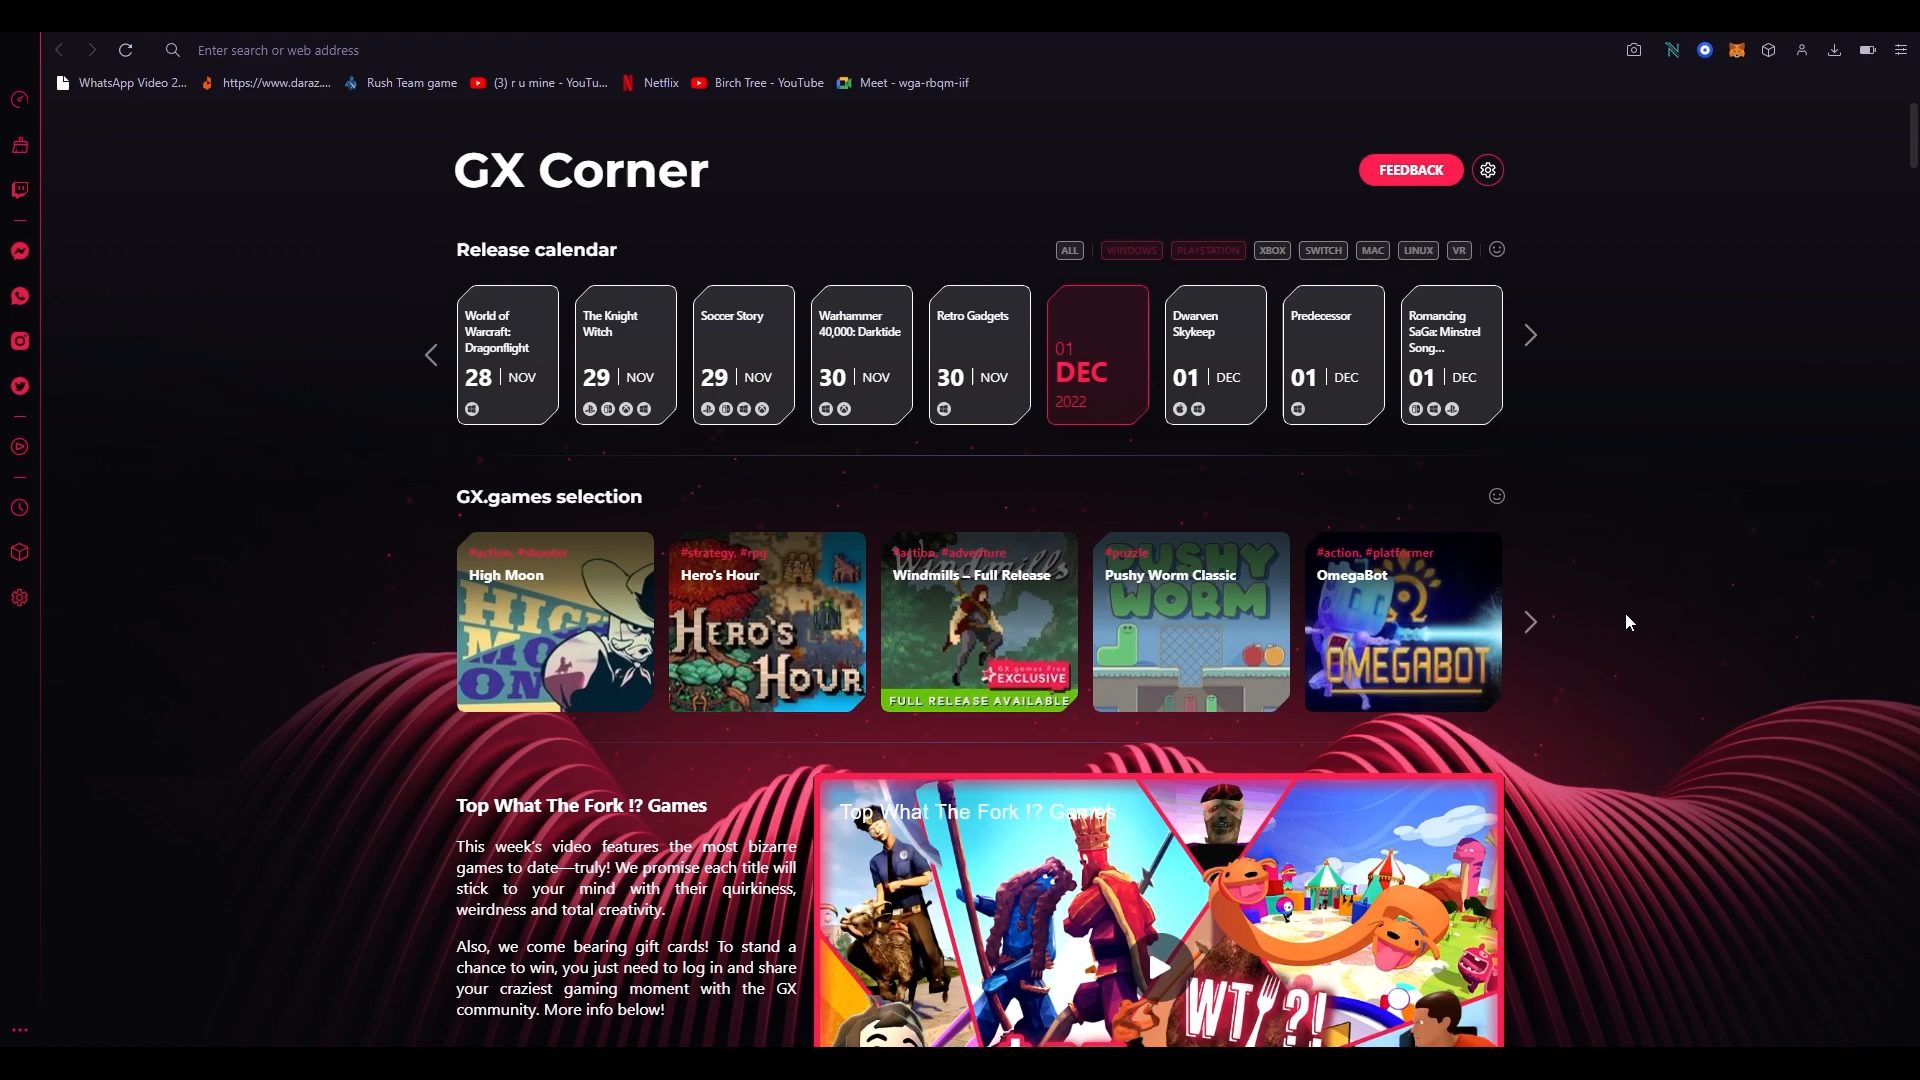 Enter search or web address
WhatsApp Video 2...
https://www.daraz....
Rush Team game
(3) r u mine - YouTu...
Netflix
Birch Tree - YouTube
Meet - wga-rbqm-iif
GX Corner
FEEDBACK
Release calendar
ALL
WINDOWS
PLAYSTATION
XBOX
SWITCH
MAC
LINUX
VR
World of
Warcraft:
Dragonflight
28 | NOV
The Knight
Witch
29 | NOV
Soccer Story
29 | NOV
Warhammer
40,000: Darktide
30 | NOV
Retro Gadgets
30 | NOV
01
DEC
2022
Dwarven
Skykeep
01 | DEC
Predecessor
01 | DEC
Romancing
SaGa: Minstrel
Song...
01 | DEC
GX.games selection
#action, #shooter
High Moon
HIGH
MOON
#strategy, #rpg
Hero's Hour
HERO'S
HOUR
#action, #adventure
Windmills
Windmills – Full Release
GX.games Free
EXCLUSIVE
FULL RELEASE AVAILABLE
#puzzle
Pushy Worm Classic
PUSHY
WORM
#action, #platformer
OmegaBot
OMEGABOT
Top What The Fork !? Games
This week's video features the most bizarre
games to date—truly! We promise each title will
stick to your mind with their quirkiness,
weirdness and total creativity.
Also, we come bearing gift cards! To stand a
chance to win, you just need to log in and share
your craziest gaming moment with the GX
community. More info below!
Top What The Fork !? Games
WT ?!